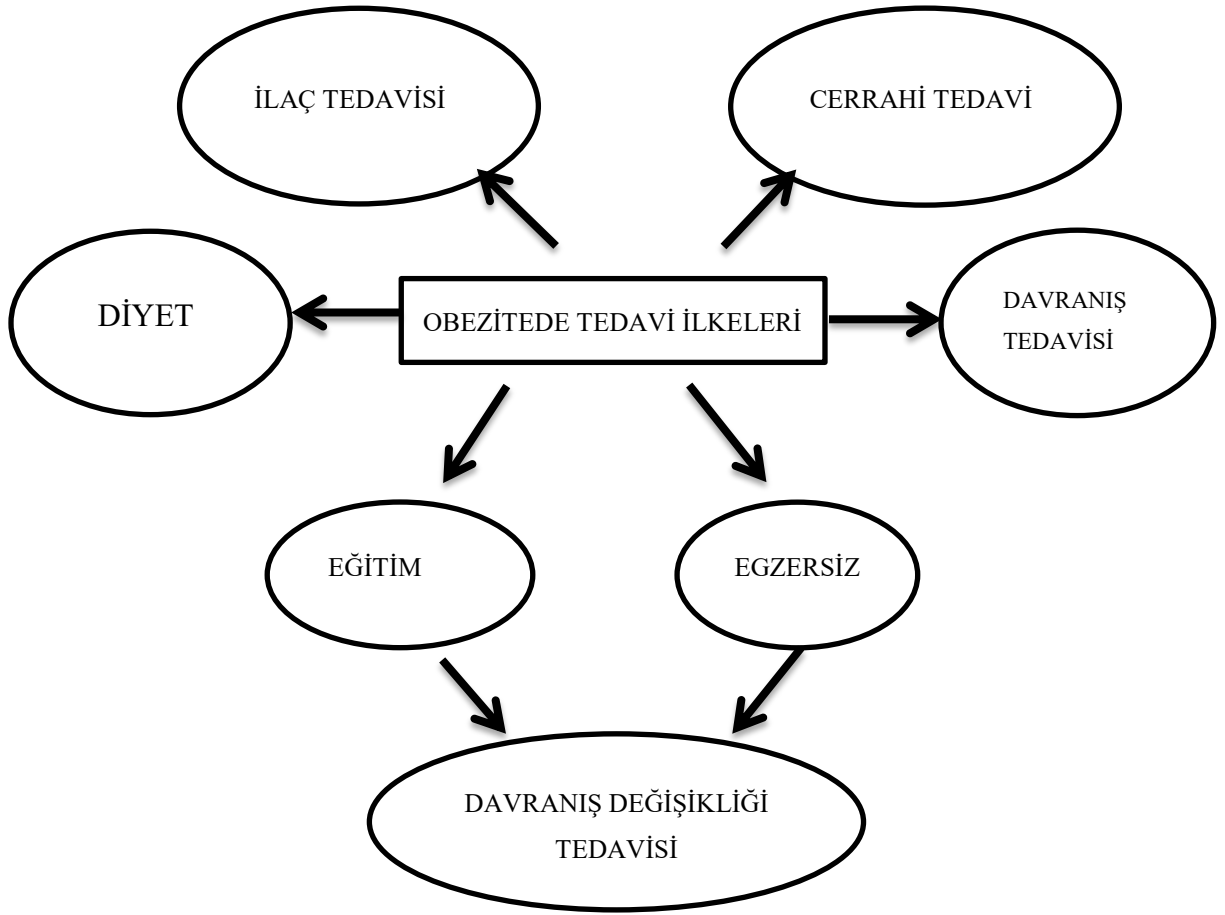 İLAÇ TEDAVİSİ
CERRAHİ TEDAVİ
DİYET
OBEZİTEDE TEDAVİ İLKELERİ
DAVRANIŞ
TEDAVİSİ
EĞİTİM
EGZERSİZ
DAVRANIŞ DEĞİŞİKLİĞİ
TEDAVİSİ